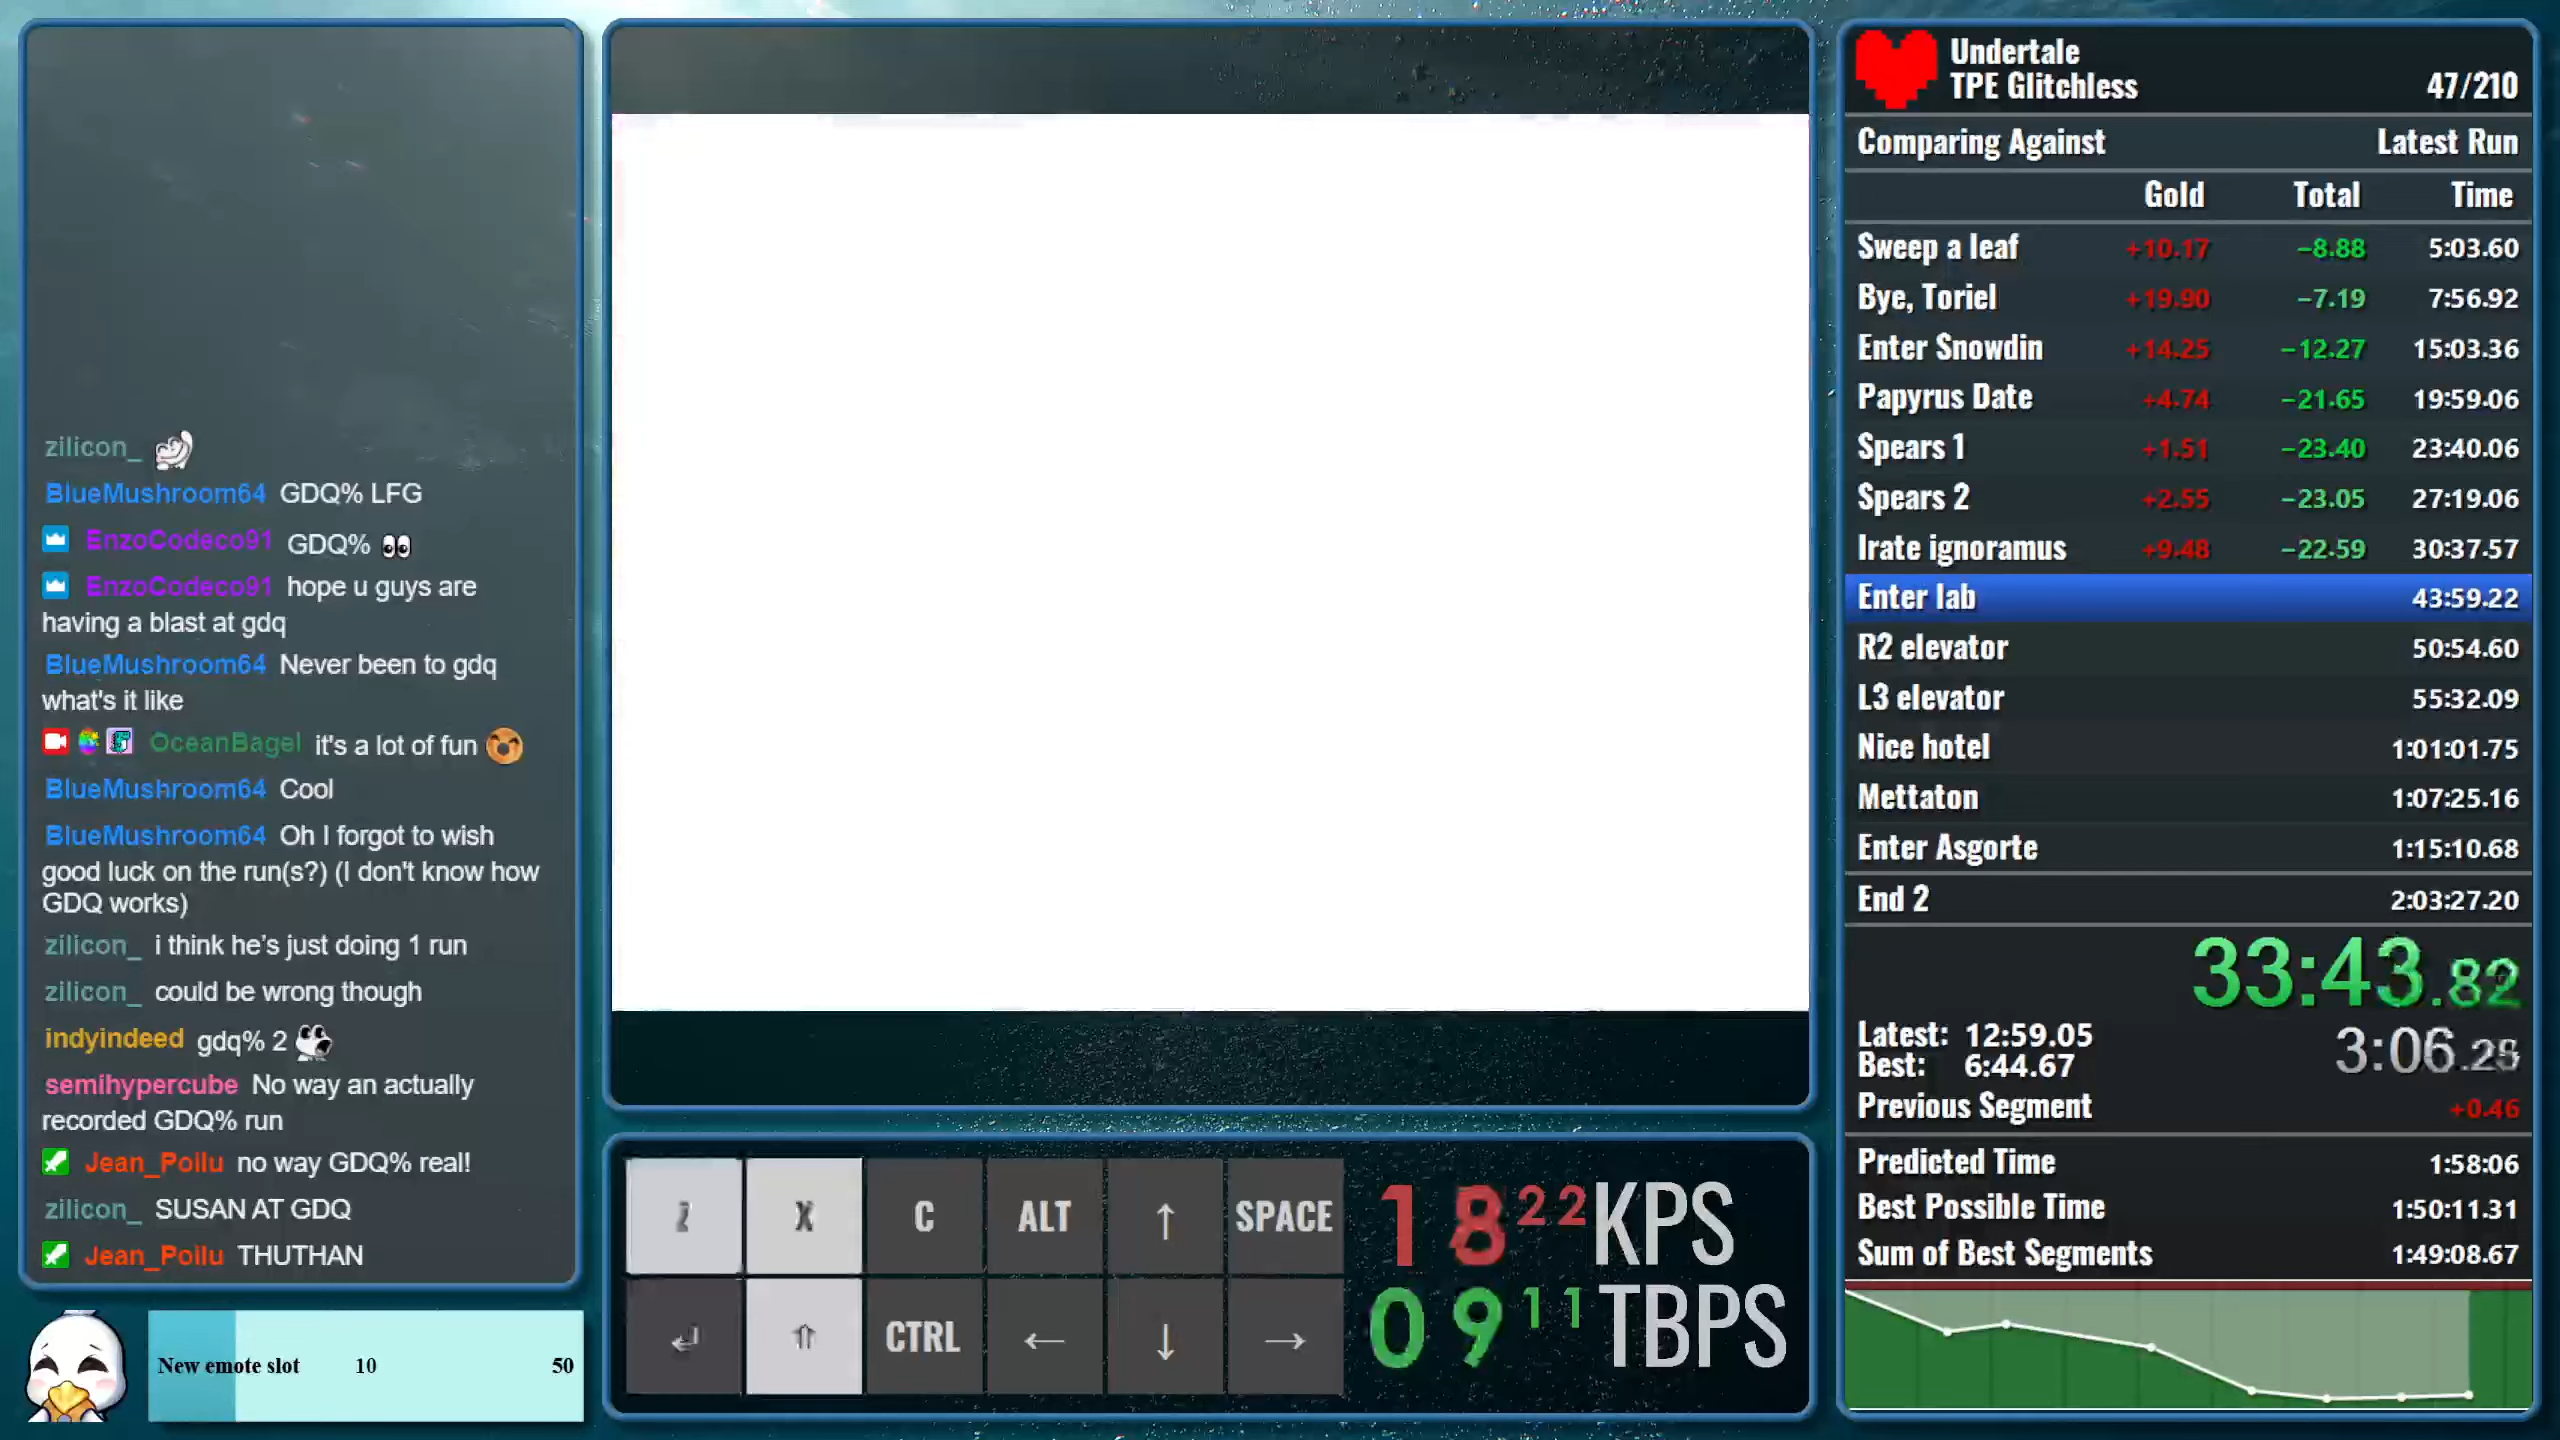 zilicon_
BlueMushroom64 GDQ% LFG
EnzoCodeco91 GDQ%
EnzoCodeco91 hope u guys are
having a blast at gdq
BlueMushroom64 Never been to gdq
what's it like
OceanBagel it's a lot of fun
BlueMushroom64 Cool
BlueMushroom64 Oh I forgot to wish
good luck on the run(s?) (I don't know how
GDQ works)
zilicon_ i think he's just doing 1 run
zilicon_ could be wrong though
indyindeed gdq% 2
semihypercube No way an actually
recorded GDQ% run
Jean_Poilu no way GDQ% real!
zilicon_ SUSAN AT GDQ
Jean_Poilu THUTHAN
New emote slot 10 50
Z X C ALT ↑ SPACE
↵ ⇧ CTRL ← ↓ →
18 22 KPS
09 11 TBPS
Undertale
TPE Glitchless 47/210
Comparing Against Latest Run
Gold Total Time
Sweep a leaf +10.17 −8.88 5:03.60
Bye, Toriel +19.90 −7.19 7:56.92
Enter Snowdin +14.25 −12.27 15:03.36
Papyrus Date +4.74 −21.65 19:59.06
Spears 1 +1.51 −23.40 23:40.06
Spears 2 +2.55 −23.05 27:19.06
Irate ignoramus +9.48 −22.59 30:37.57
Enter lab 43:59.22
R2 elevator 50:54.60
L3 elevator 55:32.09
Nice hotel 1:01:01.75
Mettaton 1:07:25.16
Enter Asgorte 1:15:10.68
End 2 2:03:27.20
33:43.82
Latest: 12:59.05
Best: 6:44.67
3:06.28
Previous Segment +0.46
Predicted Time 1:58:06
Best Possible Time 1:50:11.31
Sum of Best Segments 1:49:08.67